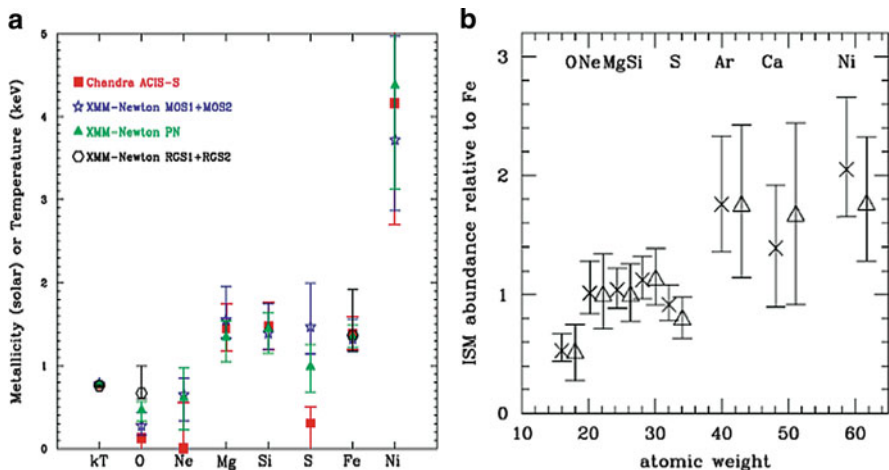 a
Metallicity (solar) or Temperature (keV)
5
4
3
2
1
0
Chandra ACIS-S
XMM-Newton MOS1+MOS2
XMM-Newton PN
XMM-Newton RGS1+RGS2
kT O Ne Mg Si S Fe Ni
b
ISM abundance relative to Fe
3
2
1
0
O Ne Mg Si S Ar Ca Ni
10 20 30 40 50 60
atomic weight